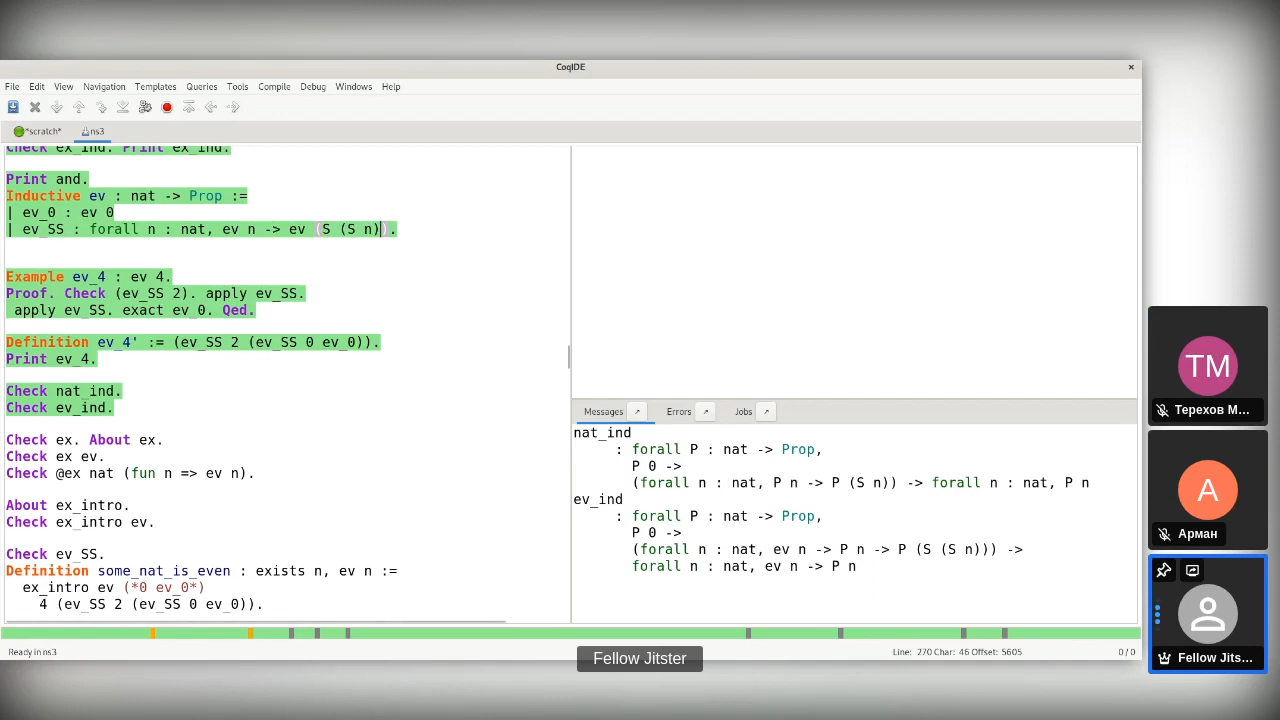 CoqIDE
×
File Edit View Navigation Templates Queries Tools Compile Debug Windows Help
*scratch* ns3
Check ex_ind. Print ex_ind.
Print and.
Inductive ev : nat -> Prop :=
| ev_0 : ev 0
| ev_SS : forall n : nat, ev n -> ev (S (S n)).
Example ev_4 : ev 4.
Proof. Check (ev_SS 2). apply ev_SS.
apply ev_SS. exact ev_0. Qed.
Definition ev_4' := (ev_SS 2 (ev_SS 0 ev_0)).
Print ev_4.
Check nat_ind.
Check ev_ind.
Check ex. About ex.
Check ex ev.
Check @ex nat (fun n => ev n).
About ex_intro.
Check ex_intro ev.
Check ev_SS.
Definition some_nat_is_even : exists n, ev n :=
ex_intro ev (*0 ev_0*)
4 (ev_SS 2 (ev_SS 0 ev_0)).
Messages Errors Jobs
nat_ind
: forall P : nat -> Prop,
P 0 ->
(forall n : nat, P n -> P (S n)) -> forall n : nat, P n
ev_ind
: forall P : nat -> Prop,
P 0 ->
(forall n : nat, ev n -> P n -> P (S (S n))) ->
forall n : nat, ev n -> P n
Ready in ns3
Line: 270 Char: 46 Offset: 5605
0 / 0
Fellow Jitster
TM
Терехов М...
A
Арман
Fellow Jits...